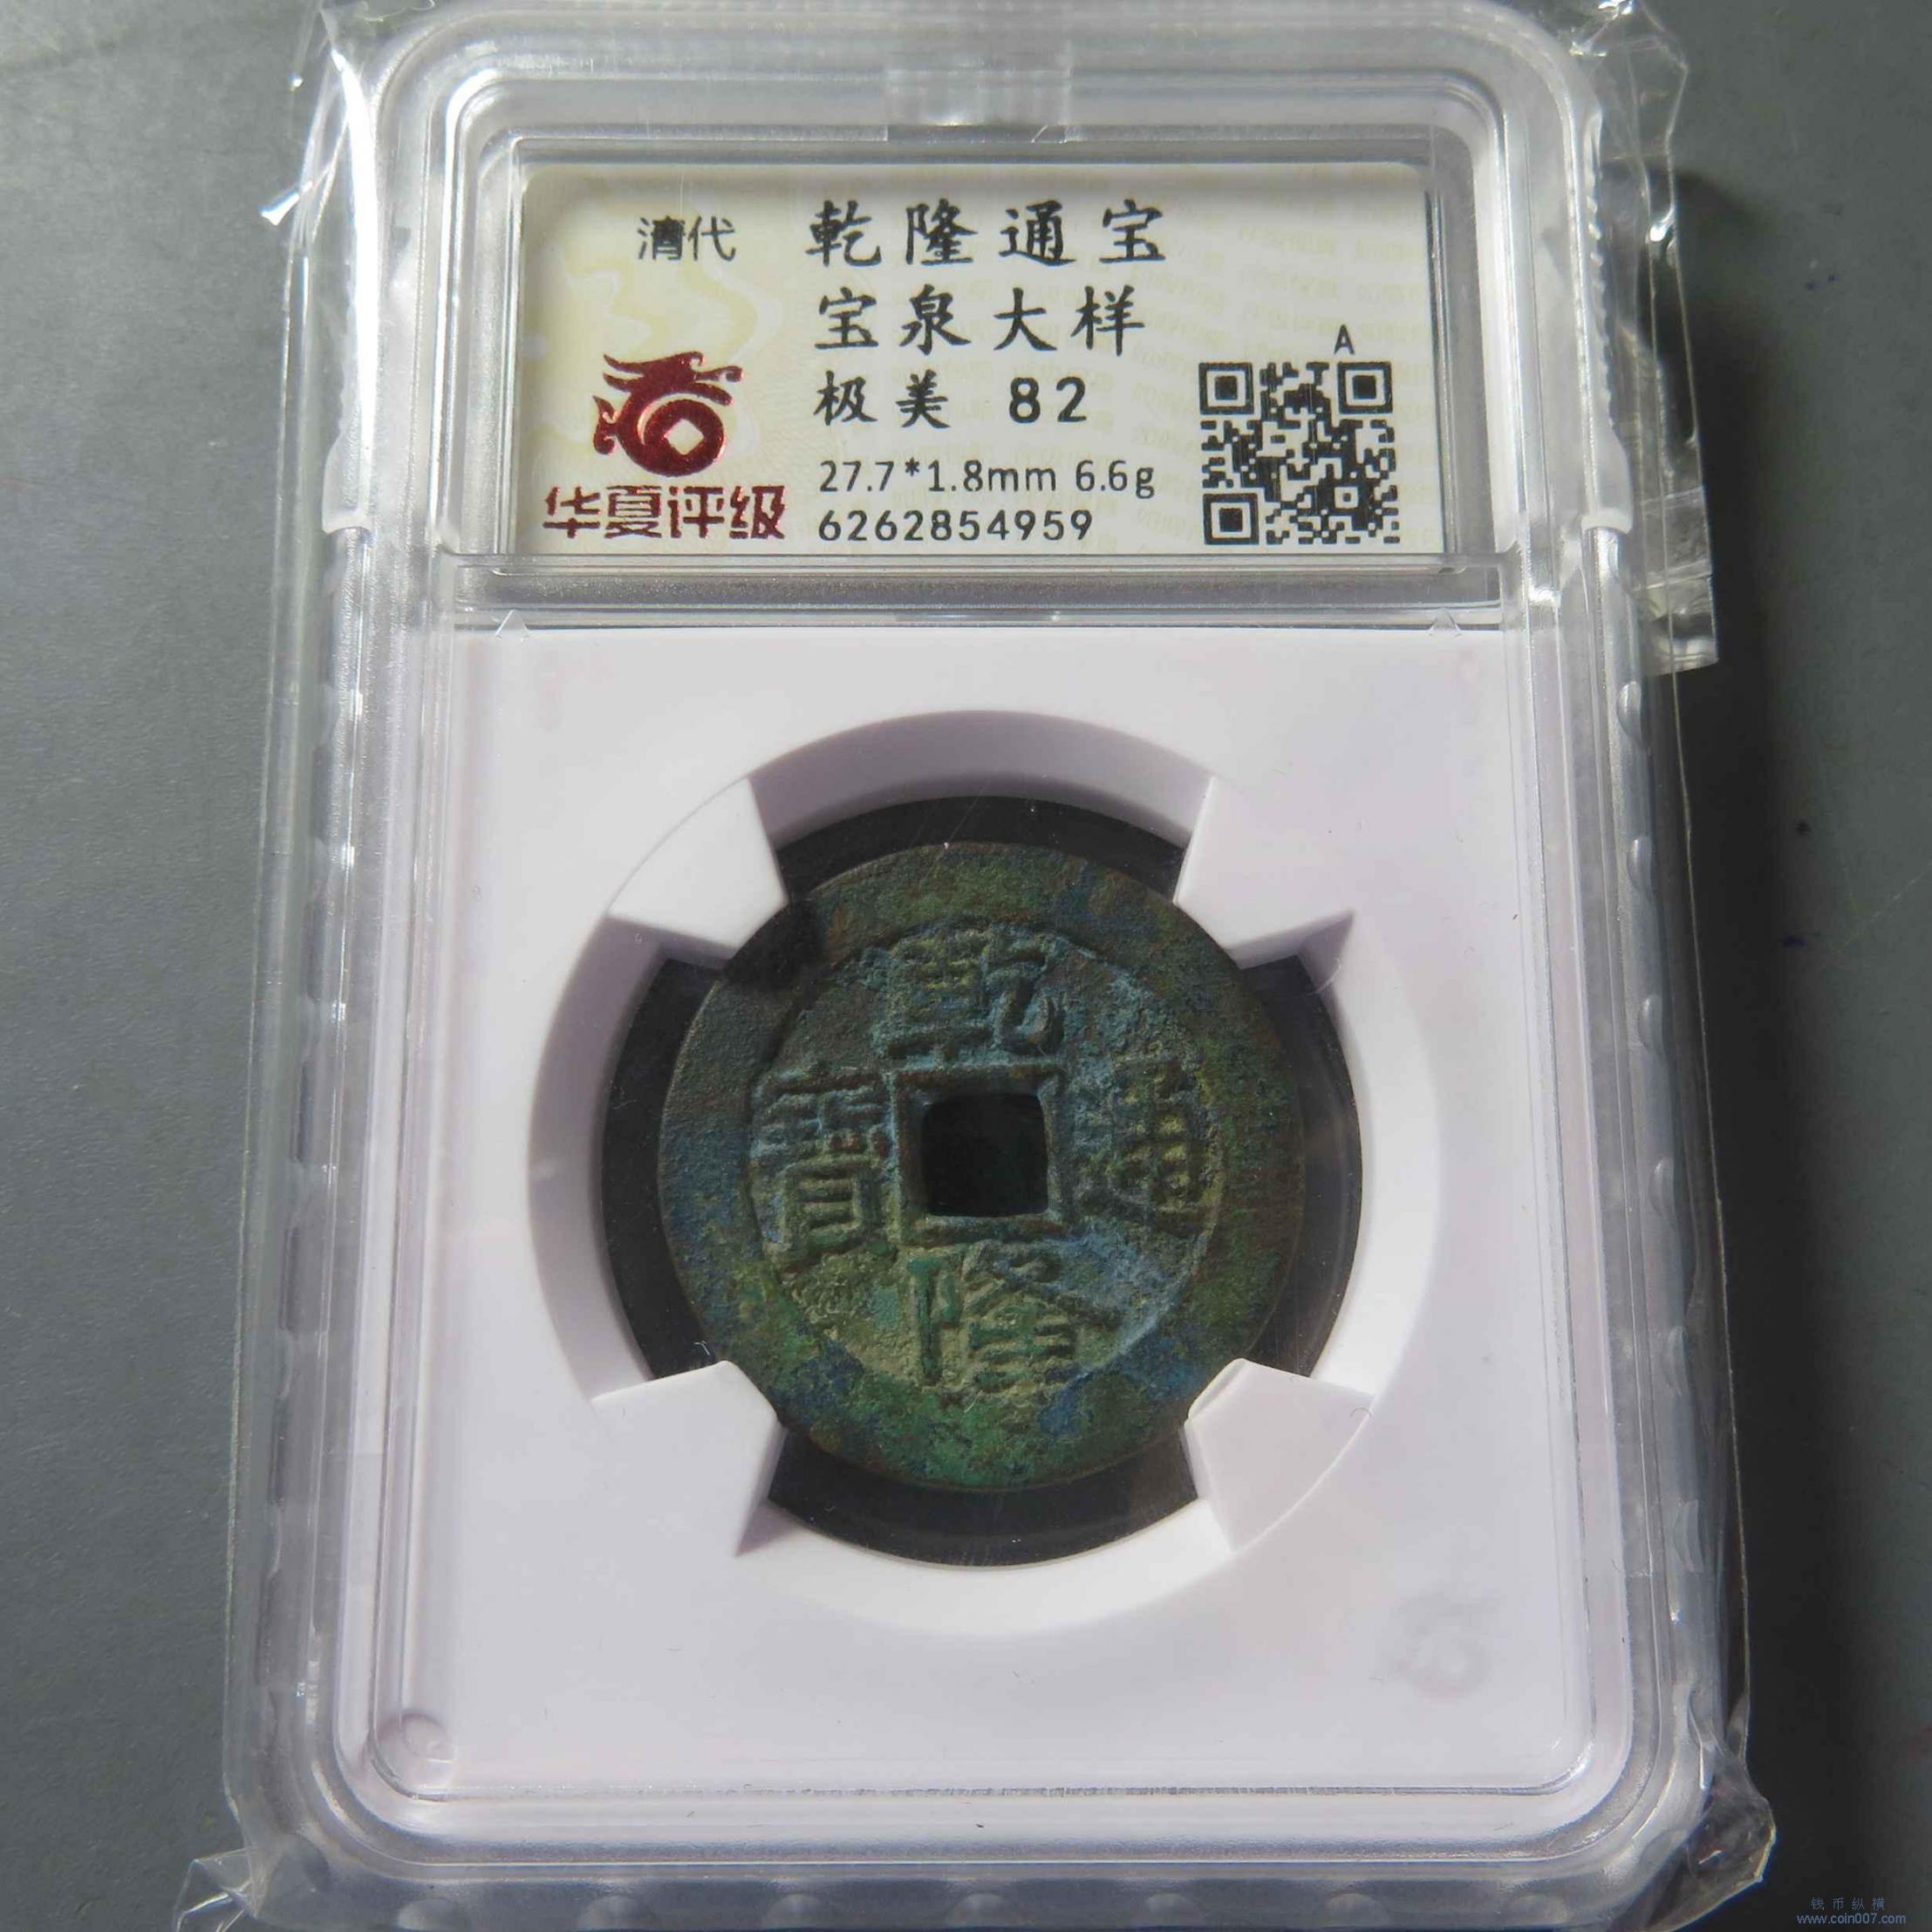 清代 乾隆通宝
宝泉大样
极美 82
A
27.7*1.8mm 6.6g
6262854959
华夏评级
乾
寶 通
隆
钱币纵横
www.coin007.com